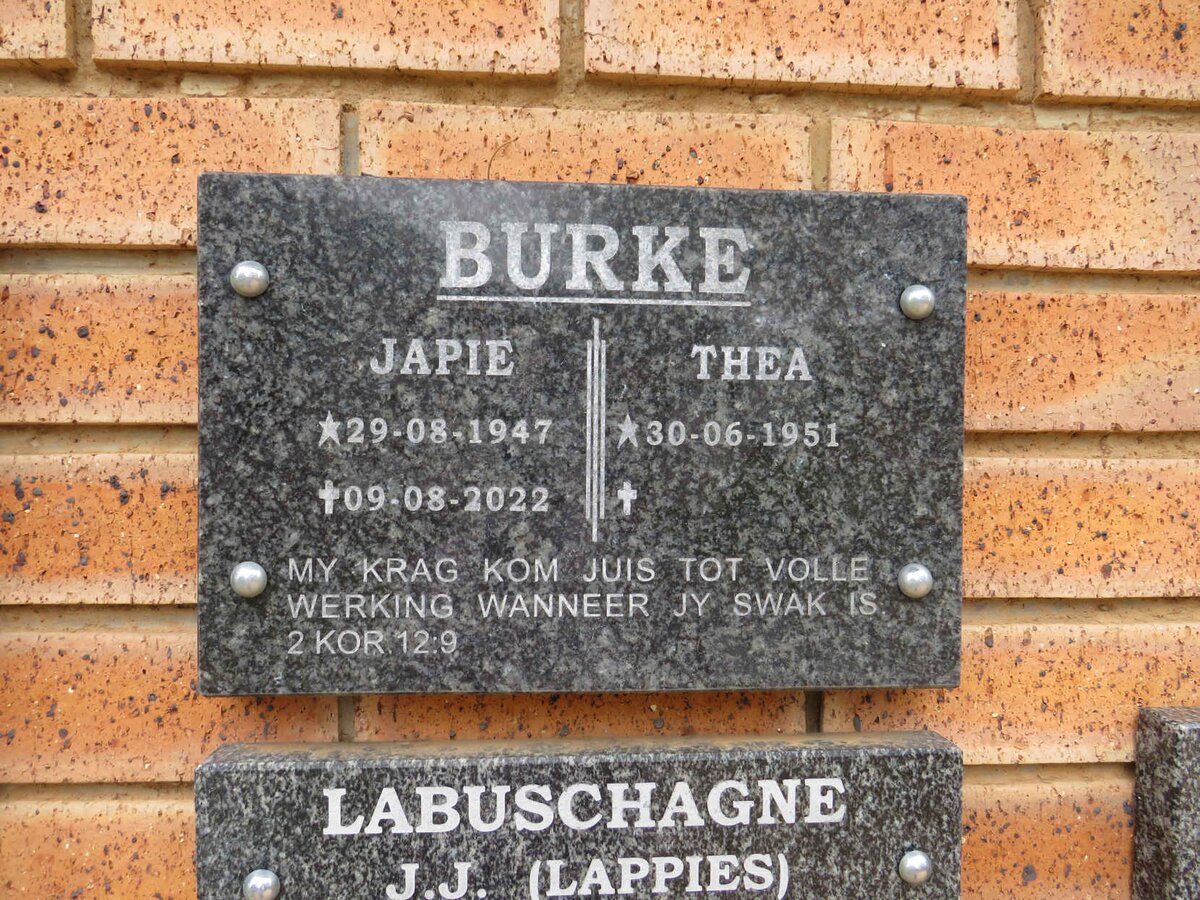 BURKE
JAPIE THEA
★29-08-1947 ★30-06-1951
✝09-08-2022 ✝
MY KRAG KOM JUIS TOT VOLLE
WERKING WANNEER JY SWAK IS.
2 KOR.12:9
LABUSCHAGNE
J.J. (LAPPIES)